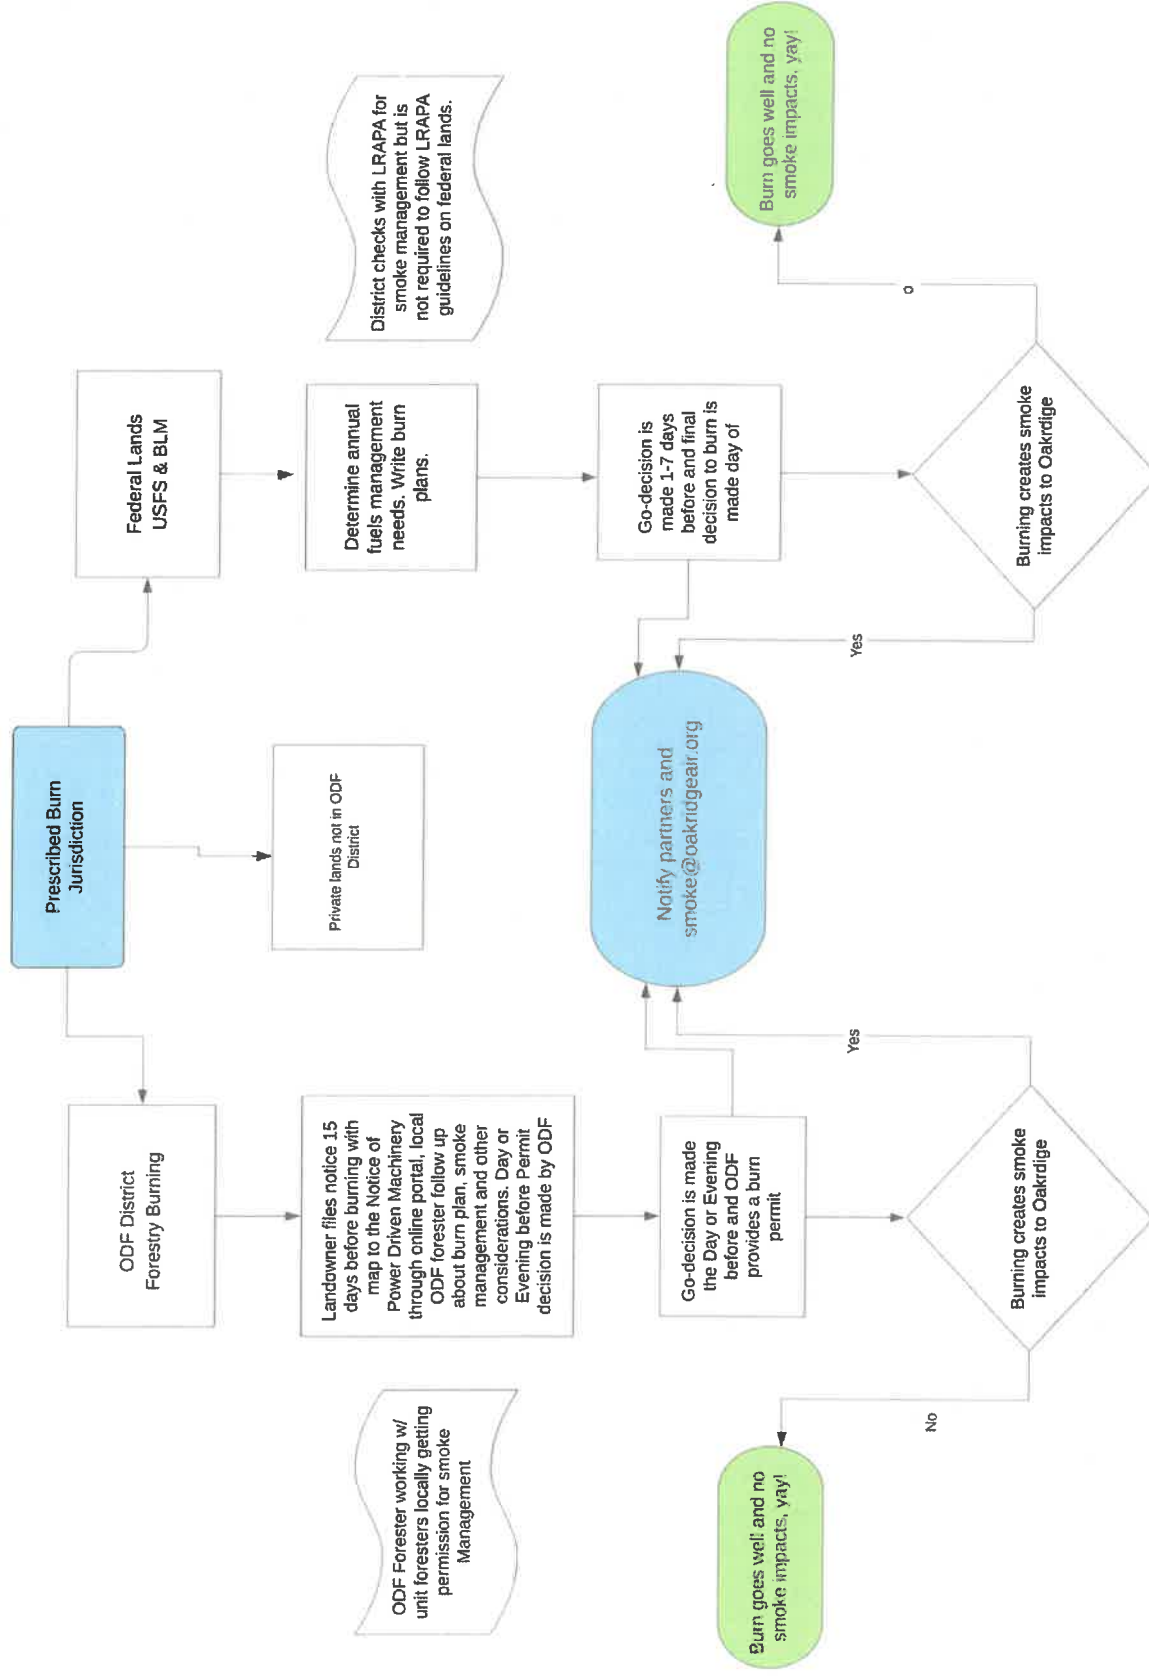 Prescribed Burn
Jurisdiction
ODF District
Forestry Burning
Private lands not in ODF
District
Federal Lands
USFS & BLM
ODF Forester working w/
unit foresters locally getting
permission for smoke
Management
Landowner files notice 15
days before burning with
map to the Notice of
Power Driven Machinery
through online portal, local
ODF forester follow up
about burn plan, smoke
management and other
considerations. Day or
Evening before Permit
decision is made by ODF
Determine annual
fuels management
needs. Write burn
plans.
District checks with LRAPA for
smoke management but is
not required to follow LRAPA
guidelines on federal lands.
Go-decision is made
the Day or Evening
before and ODF
provides a burn
permit
Notify partners and
smoke@oakridgeair.org
Go-decision is
made 1-7 days
before and final
decision to burn is
made day of
Yes
Yes
Burning creates smoke
impacts to Oakrdige
Burning creates smoke
impacts to Oakrdige
No
o
Burn goes well and no
smoke impacts, yay!
Burn goes well and no
smoke impacts, yay!